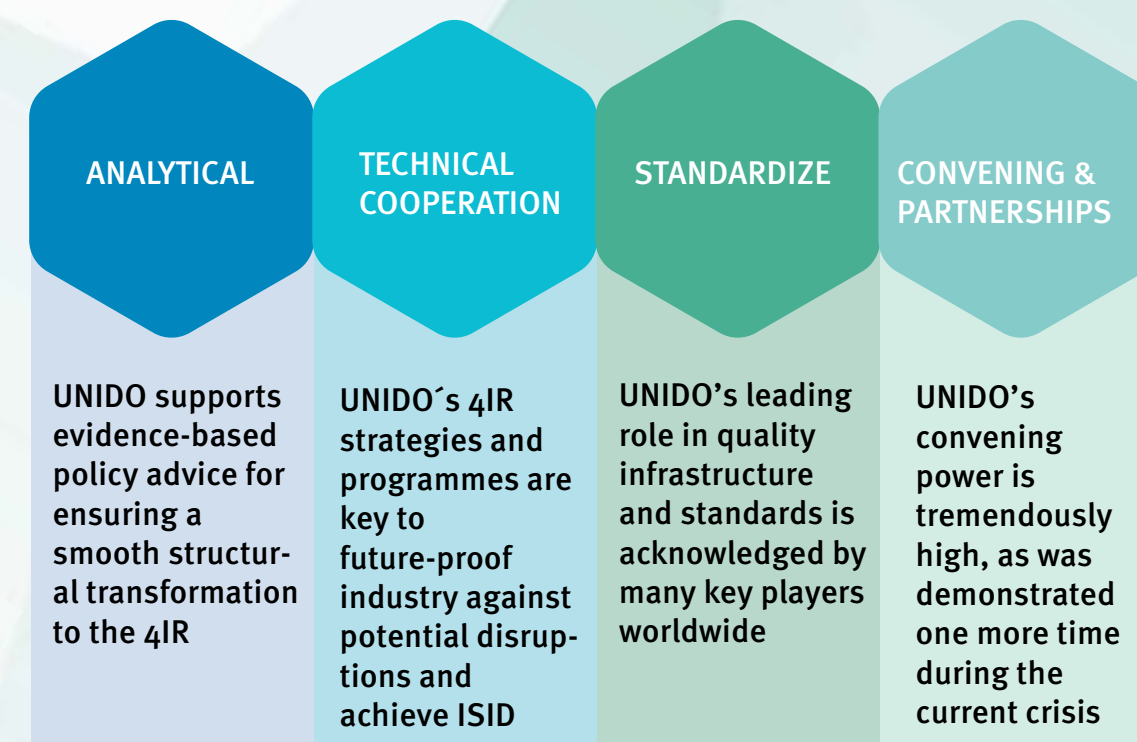 ANALYTICAL
UNIDO supports
evidence-based
policy advice for
ensuring a
smooth structur-
al transformation
to the 4IR
TECHNICAL
COOPERATION
UNIDO´s 4IR
strategies and
programmes are
key to
future-proof
industry against
potential disrup-
tions and
achieve ISID
STANDARDIZE
UNIDO’s leading
role in quality
infrastructure
and standards is
acknowledged by
many key players
worldwide
CONVENING &
PARTNERSHIPS
UNIDO’s
convening
power is
tremendously
high, as was
demonstrated
one more time
during the
current crisis